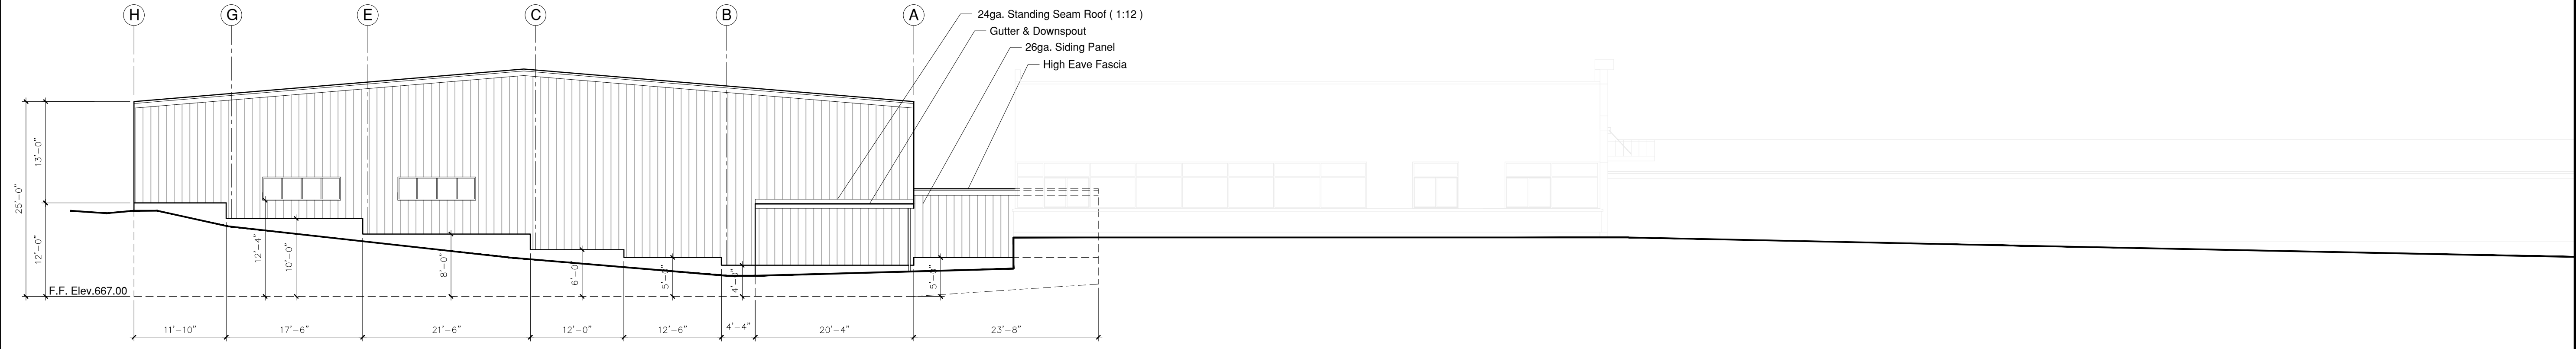 H G E C B A
24ga. Standing Seam Roof ( 1:12 )
Gutter & Downspout
26ga. Siding Panel
High Eave Fascia
13'-0"
25'-0"
12'-0"
12'-4"
10'-0"
8'-0"
6'-0"
5'-0"
4'-0"
5'-0"
F.F. Elev.667.00
11'-10" 17'-6" 21'-6" 12'-0" 12'-6" 4'-4" 20'-4" 23'-8"